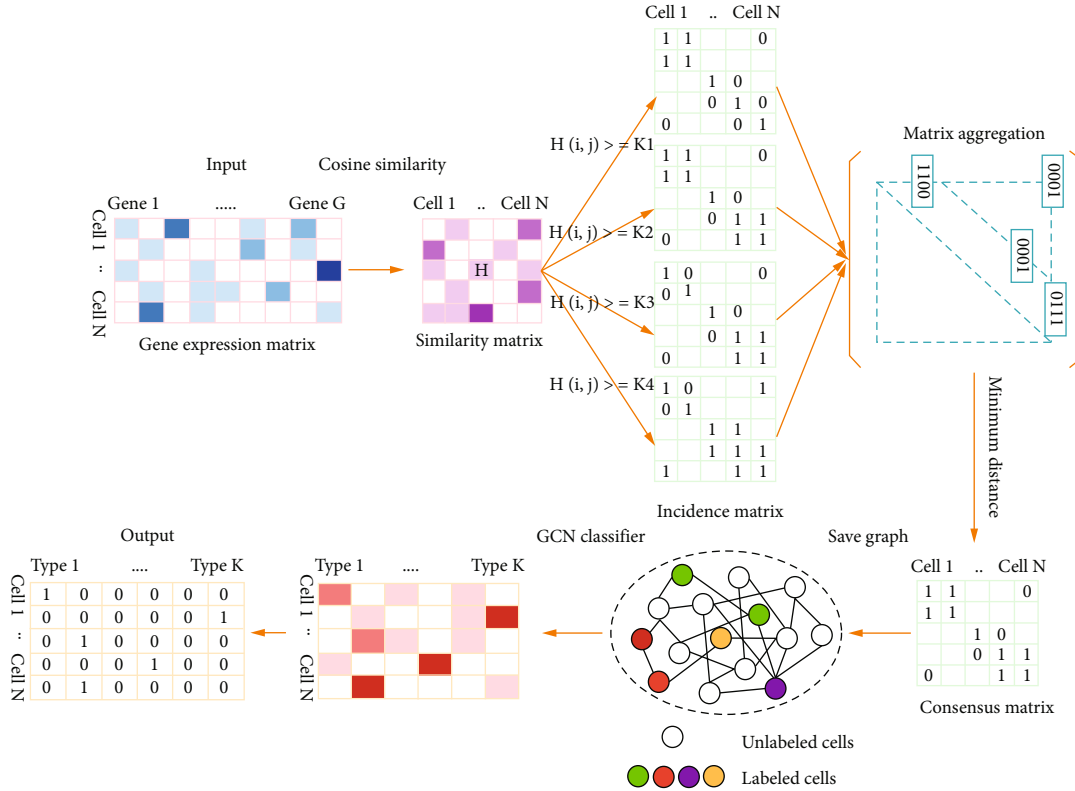 Input
Cosine similarity
Gene 1 ..... Gene G
Cell 1
..
Cell N
Gene expression matrix
Cell 1 .. Cell N
H
Similarity matrix
H (i, j) > = K1
H (i, j) > = K2
H (i, j) > = K3
H (i, j) > = K4
Cell 1 .. Cell N
1 1 0
1 1
1 0
0 1 0
0 0 1
1 1 0
1 1
1 0
0 1 1
0 1 1
1 0 0
0 1
1 0
0 1 1
0 1 1
1 0 1
0 1
1 1
1 1 1
1 1 1
Incidence matrix
Matrix aggregation
1100
0001
0001
0111
Minimum distance
Save graph
Cell 1 .. Cell N
1 1 0
1 1
1 0
0 1 1
0 1 1
Consensus matrix
GCN classifier
Unlabeled cells
Labeled cells
Type 1 .... Type K
Cell 1
..
Cell N
Output
Type 1 .... Type K
Cell 1
..
Cell N
1 0 0 0 0 0
0 0 0 0 0 1
0 1 0 0 0 0
0 0 0 1 0 0
0 1 0 0 0 0